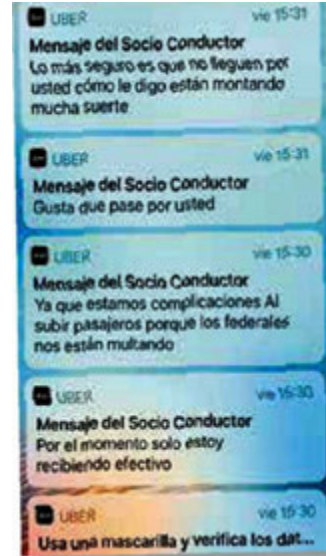 UBER vie 15:31
Mensaje del Socio Conductor
Lo más seguro es que no lleguen por
usted cómo le digo están montando
mucha suerte
UBER vie 15:31
Mensaje del Socio Conductor
Gusta que pase por usted
UBER vie 15:30
Mensaje del Socio Conductor
Ya que estamos complicaciones Al
subir pasajeros porque los federales
nos están multando
UBER vie 15:30
Mensaje del Socio Conductor
Por el momento solo estoy
recibiendo efectivo
UBER vie 15:30
Usa una mascarilla y verifica los dat...